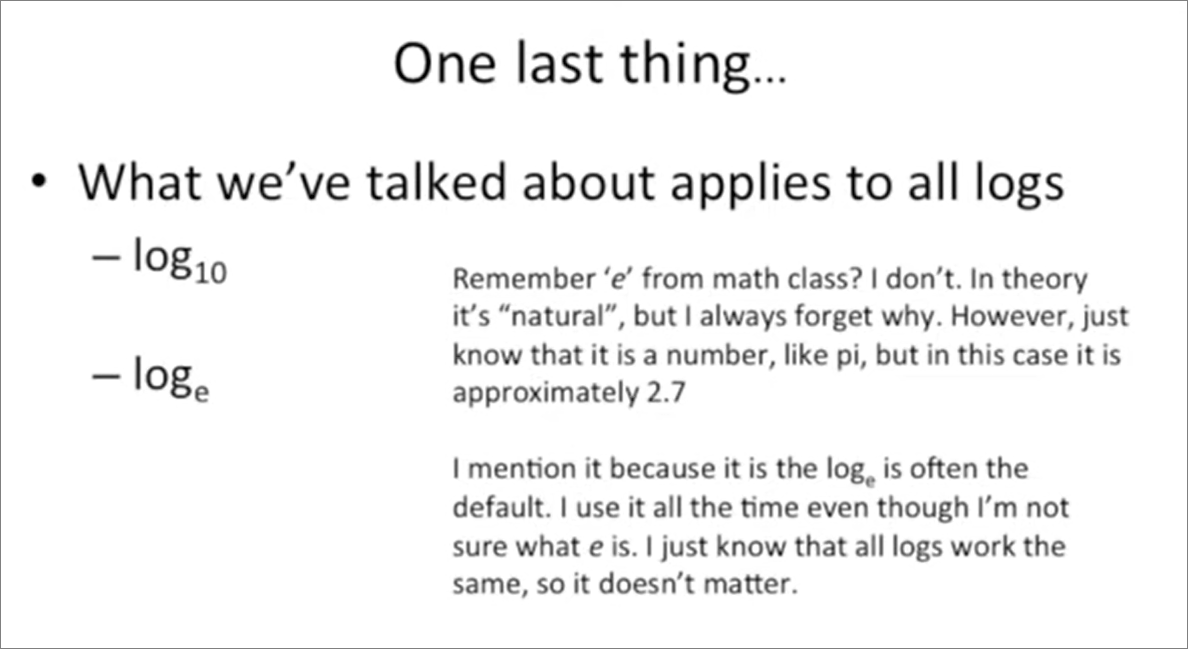 One last thing...
• What we’ve talked about applies to all logs
– log₁₀
– logₑ
Remember ‘e’ from math class? I don’t. In theory
it’s “natural”, but I always forget why. However, just
know that it is a number, like pi, but in this case it is
approximately 2.7
I mention it because it is the logₑ is often the
default. I use it all the time even though I’m not
sure what e is. I just know that all logs work the
same, so it doesn’t matter.